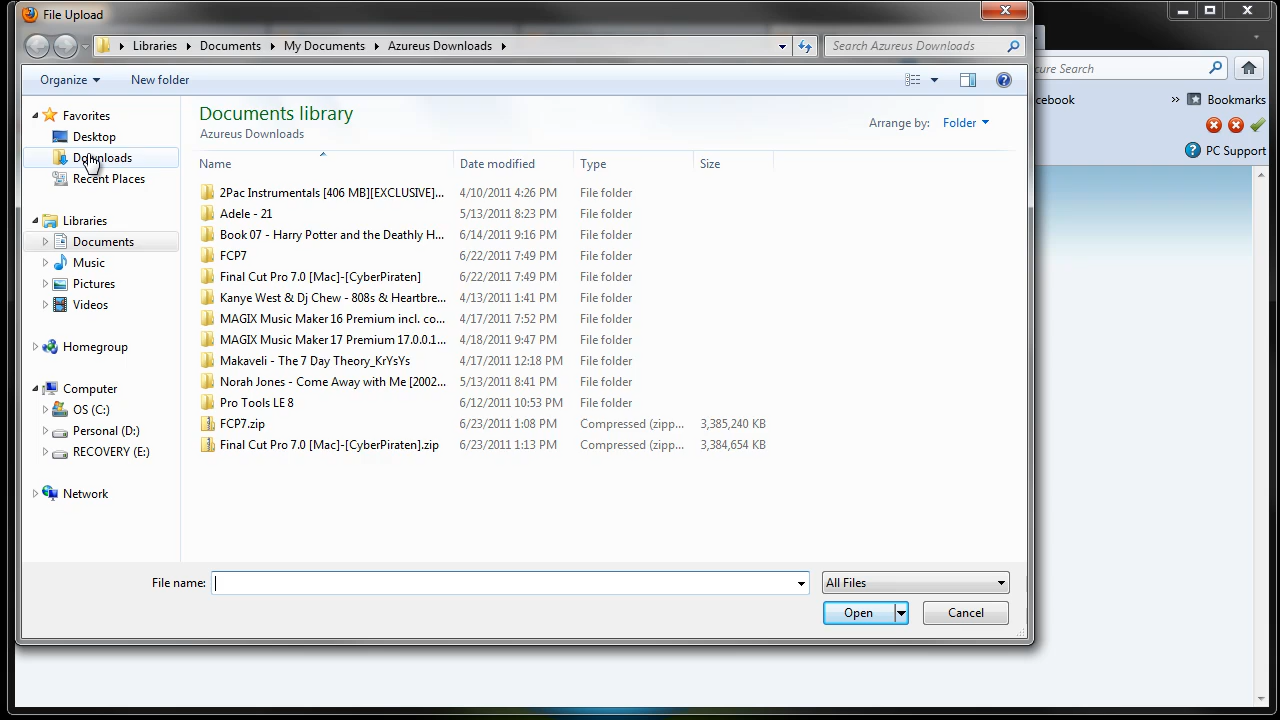 File Upload
Libraries Documents My Documents Azureus Downloads
Search Azureus Downloads
cure Search
Organize New folder
cebook
» Bookmarks
PC Support
Favorites
Desktop
Downloads
Recent Places
Libraries
Documents
Music
Pictures
Videos
Homegroup
Computer
OS (C:)
Personal (D:)
RECOVERY (E:)
Network
Documents library
Azureus Downloads
Arrange by: Folder
Name Date modified Type Size
2Pac Instrumentals [406 MB][EXCLUSIVE]... 4/10/2011 4:26 PM File folder
Adele - 21 5/13/2011 8:23 PM File folder
Book 07 - Harry Potter and the Deathly H... 6/14/2011 9:16 PM File folder
FCP7 6/22/2011 7:49 PM File folder
Final Cut Pro 7.0 [Mac]-[CyberPiraten] 6/22/2011 7:49 PM File folder
Kanye West & Dj Chew - 808s & Heartbre... 4/13/2011 1:41 PM File folder
MAGIX Music Maker 16 Premium incl. co... 4/17/2011 7:52 PM File folder
MAGIX Music Maker 17 Premium 17.0.0.1... 4/18/2011 9:47 PM File folder
Makaveli - The 7 Day Theory_KrYsYs 4/17/2011 12:18 PM File folder
Norah Jones - Come Away with Me [2002... 5/13/2011 8:41 PM File folder
Pro Tools LE 8 6/12/2011 10:53 PM File folder
FCP7.zip 6/23/2011 1:08 PM Compressed (zipp... 3,385,240 KB
Final Cut Pro 7.0 [Mac]-[CyberPiraten].zip 6/23/2011 1:13 PM Compressed (zipp... 3,384,654 KB
File name:
All Files
Open Cancel